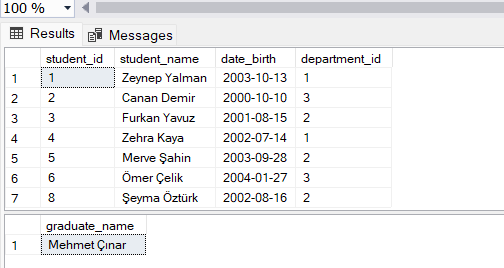 100 %
Results Messages
student_id student_name date_birth department_id
1 1 Zeynep Yalman 2003-10-13 1
2 2 Canan Demir 2000-10-10 3
3 3 Furkan Yavuz 2001-08-15 2
4 4 Zehra Kaya 2002-07-14 1
5 5 Merve Şahin 2003-09-28 2
6 6 Ömer Çelik 2004-01-27 3
7 8 Şeyma Öztürk 2002-08-16 2
graduate_name
1 Mehmet Çınar